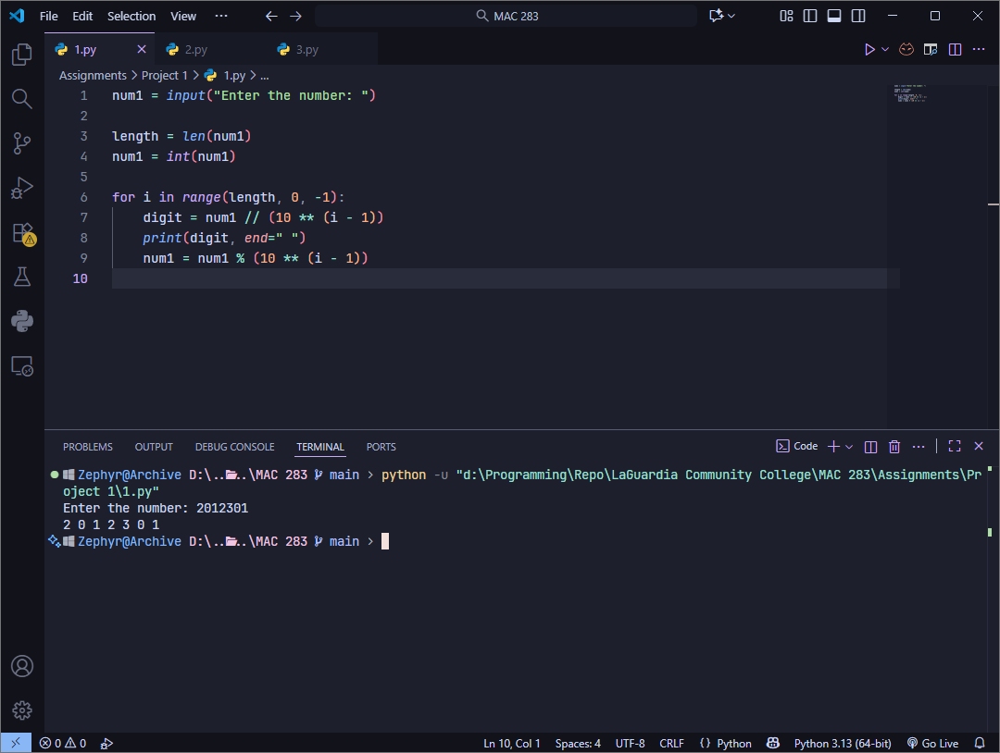 File Edit Selection View ··· MAC 283
1.py 2.py 3.py
Assignments > Project 1 > 1.py > ...
1 num1 = input("Enter the number: ")
2
3 length = len(num1)
4 num1 = int(num1)
5
6 for i in range(length, 0, -1):
7 digit = num1 // (10 ** (i - 1))
8 print(digit, end=" ")
9 num1 = num1 % (10 ** (i - 1))
10
PROBLEMS OUTPUT DEBUG CONSOLE TERMINAL PORTS Code
Zephyr@Archive D:\..\..\MAC 283 main > python -u "d:\Programming\Repo\LaGuardia Community College\MAC 283\Assignments\Pr
oject 1\1.py"
Enter the number: 2012301
2 0 1 2 3 0 1
Zephyr@Archive D:\..\..\MAC 283 main >
0 0 Ln 10, Col 1 Spaces: 4 UTF-8 CRLF {} Python Python 3.13 (64-bit) Go Live